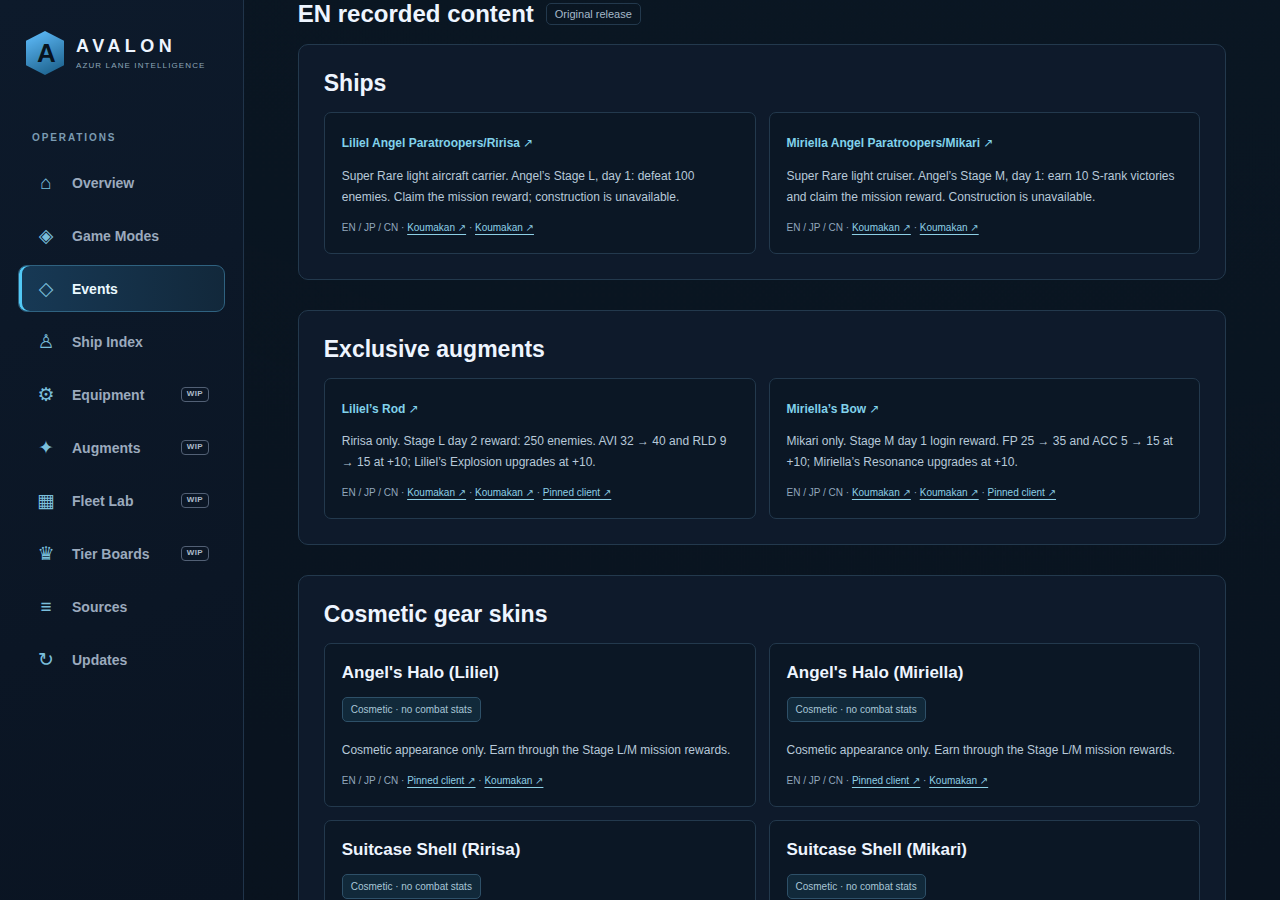 A
AVALON
AZUR LANE INTELLIGENCE
OPERATIONS
Overview
Game Modes
Events
Ship Index
Equipment WIP
Augments WIP
Fleet Lab WIP
Tier Boards WIP
Sources
Updates
EN recorded content Original release
Ships
Liliel Angel Paratroopers/Ririsa ↗
Super Rare light aircraft carrier. Angel’s Stage L, day 1: defeat 100
enemies. Claim the mission reward; construction is unavailable.
EN / JP / CN · Koumakan ↗ · Koumakan ↗
Miriella Angel Paratroopers/Mikari ↗
Super Rare light cruiser. Angel’s Stage M, day 1: earn 10 S-rank victories
and claim the mission reward. Construction is unavailable.
EN / JP / CN · Koumakan ↗ · Koumakan ↗
Exclusive augments
Liliel’s Rod ↗
Ririsa only. Stage L day 2 reward: 250 enemies. AVI 32 → 40 and RLD 9
→ 15 at +10; Liliel’s Explosion upgrades at +10.
EN / JP / CN · Koumakan ↗ · Koumakan ↗ · Pinned client ↗
Miriella’s Bow ↗
Mikari only. Stage M day 1 login reward. FP 25 → 35 and ACC 5 → 15 at
+10; Miriella’s Resonance upgrades at +10.
EN / JP / CN · Koumakan ↗ · Koumakan ↗ · Pinned client ↗
Cosmetic gear skins
Angel's Halo (Liliel)
Cosmetic · no combat stats
Cosmetic appearance only. Earn through the Stage L/M mission rewards.
EN / JP / CN · Pinned client ↗ · Koumakan ↗
Angel's Halo (Miriella)
Cosmetic · no combat stats
Cosmetic appearance only. Earn through the Stage L/M mission rewards.
EN / JP / CN · Pinned client ↗ · Koumakan ↗
Suitcase Shell (Ririsa)
Cosmetic · no combat stats
Suitcase Shell (Mikari)
Cosmetic · no combat stats